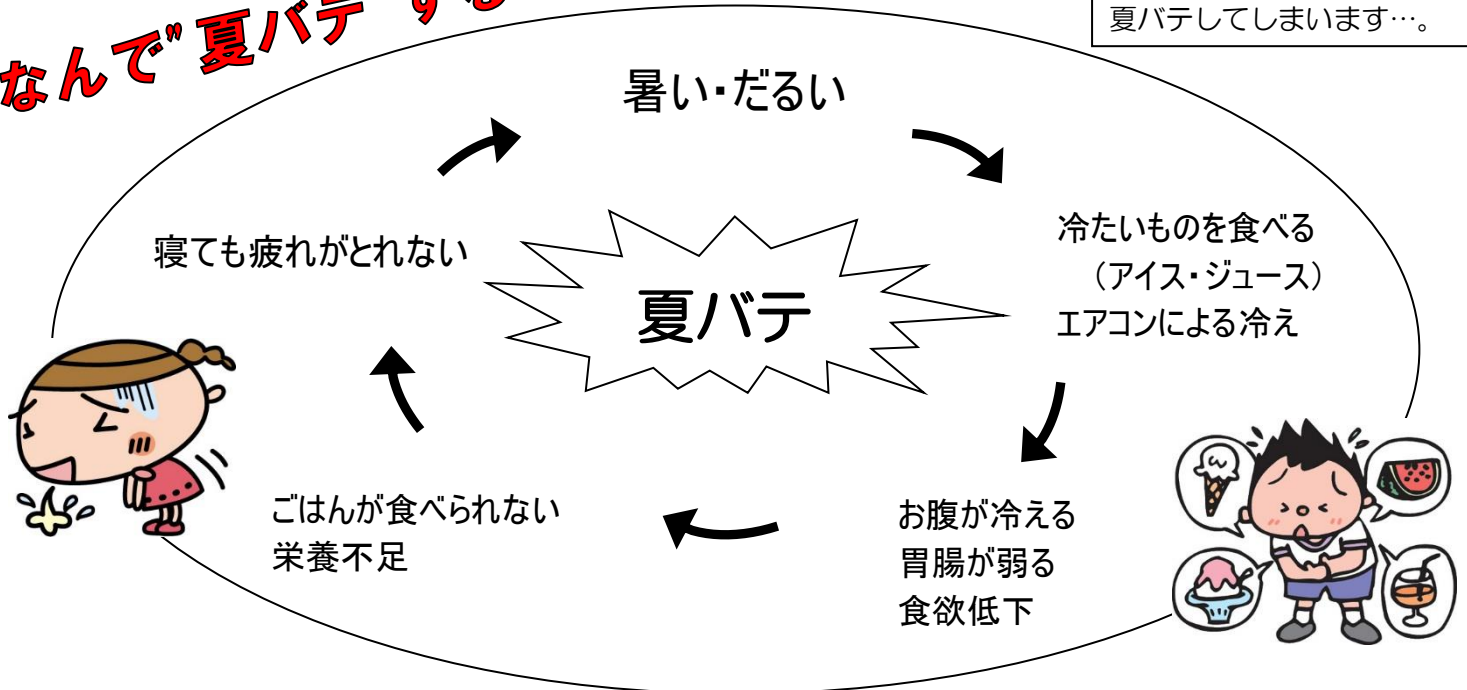 なんで"夏バテ"する
夏バテしてしまいます…。
暑い・だるい
冷たいものを食べる
（アイス・ジュース）
エアコンによる冷え
お腹が冷える
胃腸が弱る
食欲低下
ごはんが食べられない
栄養不足
寝ても疲れがとれない
夏バテ